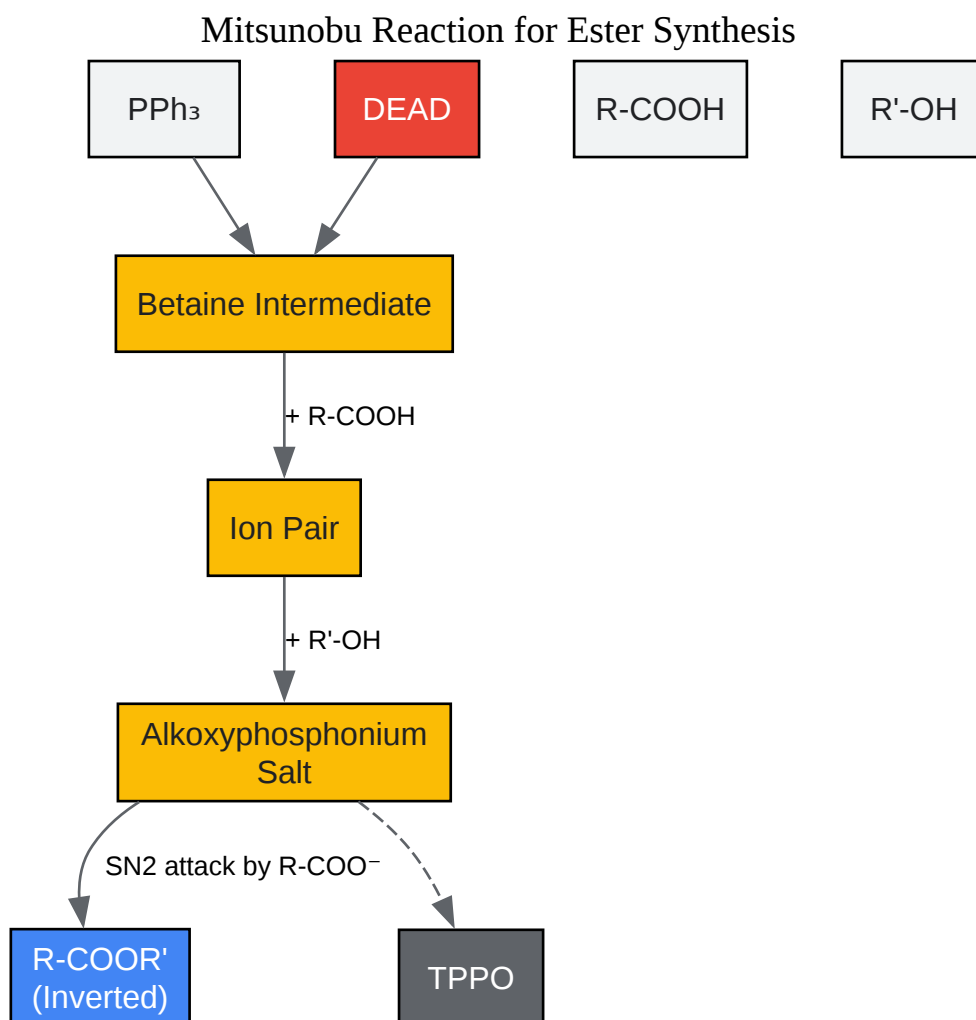 Mitsunobu Reaction for Ester Synthesis
PPh₃
DEAD
R-COOH
R'-OH
Betaine Intermediate
+ R-COOH
Ion Pair
+ R'-OH
Alkoxyphosphonium
Salt
SN2 attack by R-COO⁻
R-COOR'
(Inverted)
TPPO